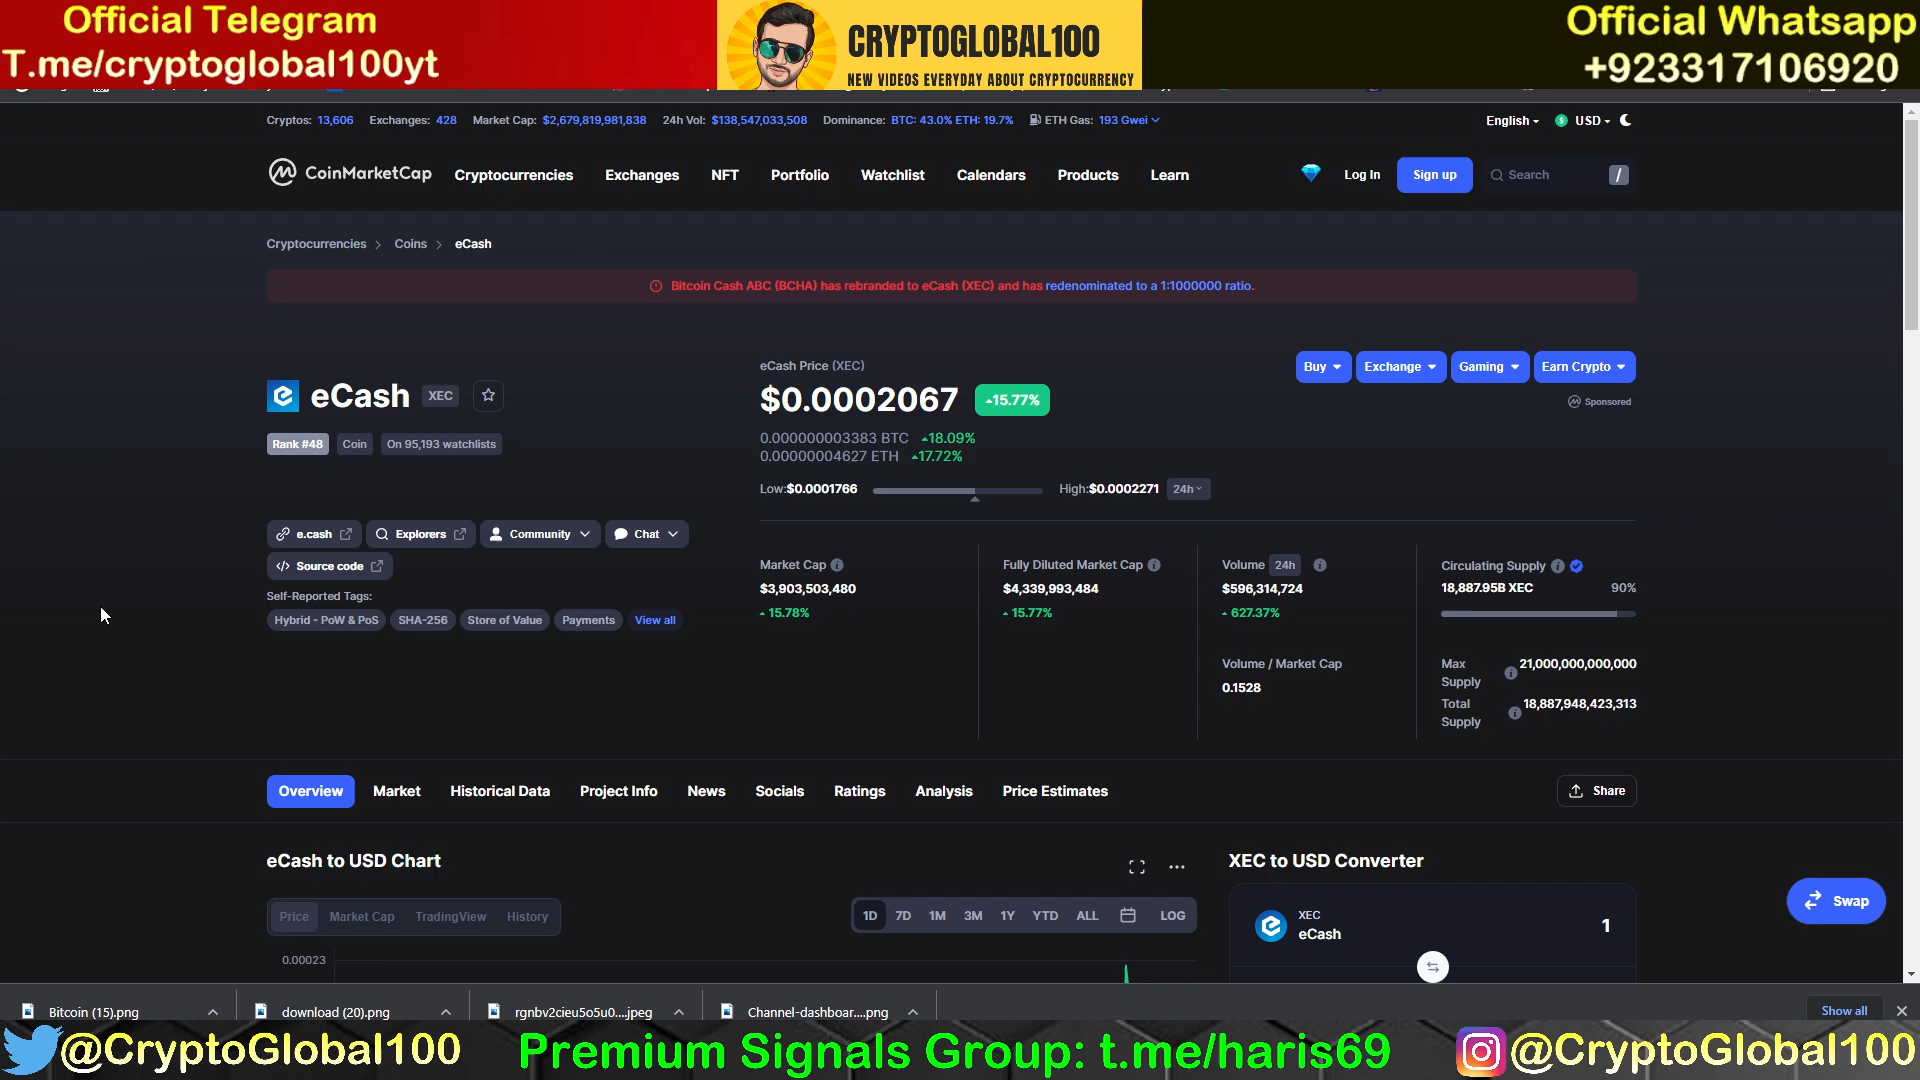 Official Telegram
T.me/cryptoglobal100yt
CRYPTOGLOBAL100
NEW VIDEOS EVERYDAY ABOUT CRYPTOCURRENCY
Official Whatsapp
+923317106920
Cryptos: 13,606 Exchanges: 428 Market Cap: $2,679,819,981,838 24h Vol: $138,547,033,508 Dominance: BTC: 43.0% ETH: 19.7% ETH Gas: 193 Gwei
English USD
CoinMarketCap Cryptocurrencies Exchanges NFT Portfolio Watchlist Calendars Products Learn
Log In Sign up Search /
Cryptocurrencies > Coins > eCash
Bitcoin Cash ABC (BCHA) has rebranded to eCash (XEC) and has redenominated to a 1:1000000 ratio.
eCash XEC
Rank #48 Coin On 95,193 watchlists
e.cash Explorers Community Chat
Source code
Self-Reported Tags:
Hybrid - PoW & PoS SHA-256 Store of Value Payments View all
eCash Price (XEC)
$0.0002067 15.77%
0.000000003383 BTC 18.09%
0.00000004627 ETH 17.72%
Low:$0.0001766 High:$0.0002271 24h
Buy Exchange Gaming Earn Crypto
Sponsored
Market Cap
$3,903,503,480
15.78%
Fully Diluted Market Cap
$4,339,993,484
15.77%
Volume 24h
$596,314,724
627.37%
Volume / Market Cap
0.1528
Circulating Supply
18,887.95B XEC 90%
Max Supply 21,000,000,000,000
Total Supply 18,887,948,423,313
Overview Market Historical Data Project Info News Socials Ratings Analysis Price Estimates Share
eCash to USD Chart
Price Market Cap TradingView History
1D 7D 1M 3M 1Y YTD ALL LOG
0.00023
XEC to USD Converter
XEC
eCash
1
Swap
Bitcoin (15).png download (20).png rgnbv2cieu5o5u0....jpeg Channel-dashboar....png Show all
@CryptoGlobal100 Premium Signals Group: t.me/haris69 @CryptoGlobal100